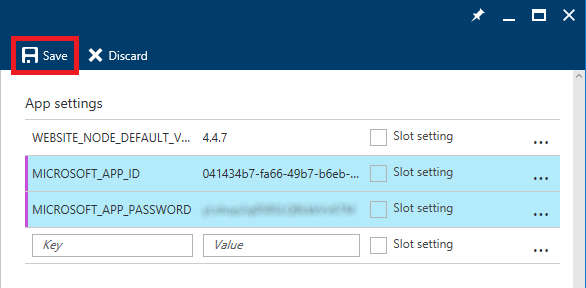 Save Discard
App settings
WEBSITE_NODE_DEFAULT_V... 4.4.7 Slot setting ...
MICROSOFT_APP_ID 041434b7-fa66-49b7-b6eb-... Slot setting ...
MICROSOFT_APP_PASSWORD Slot setting ...
Key Value Slot setting ...